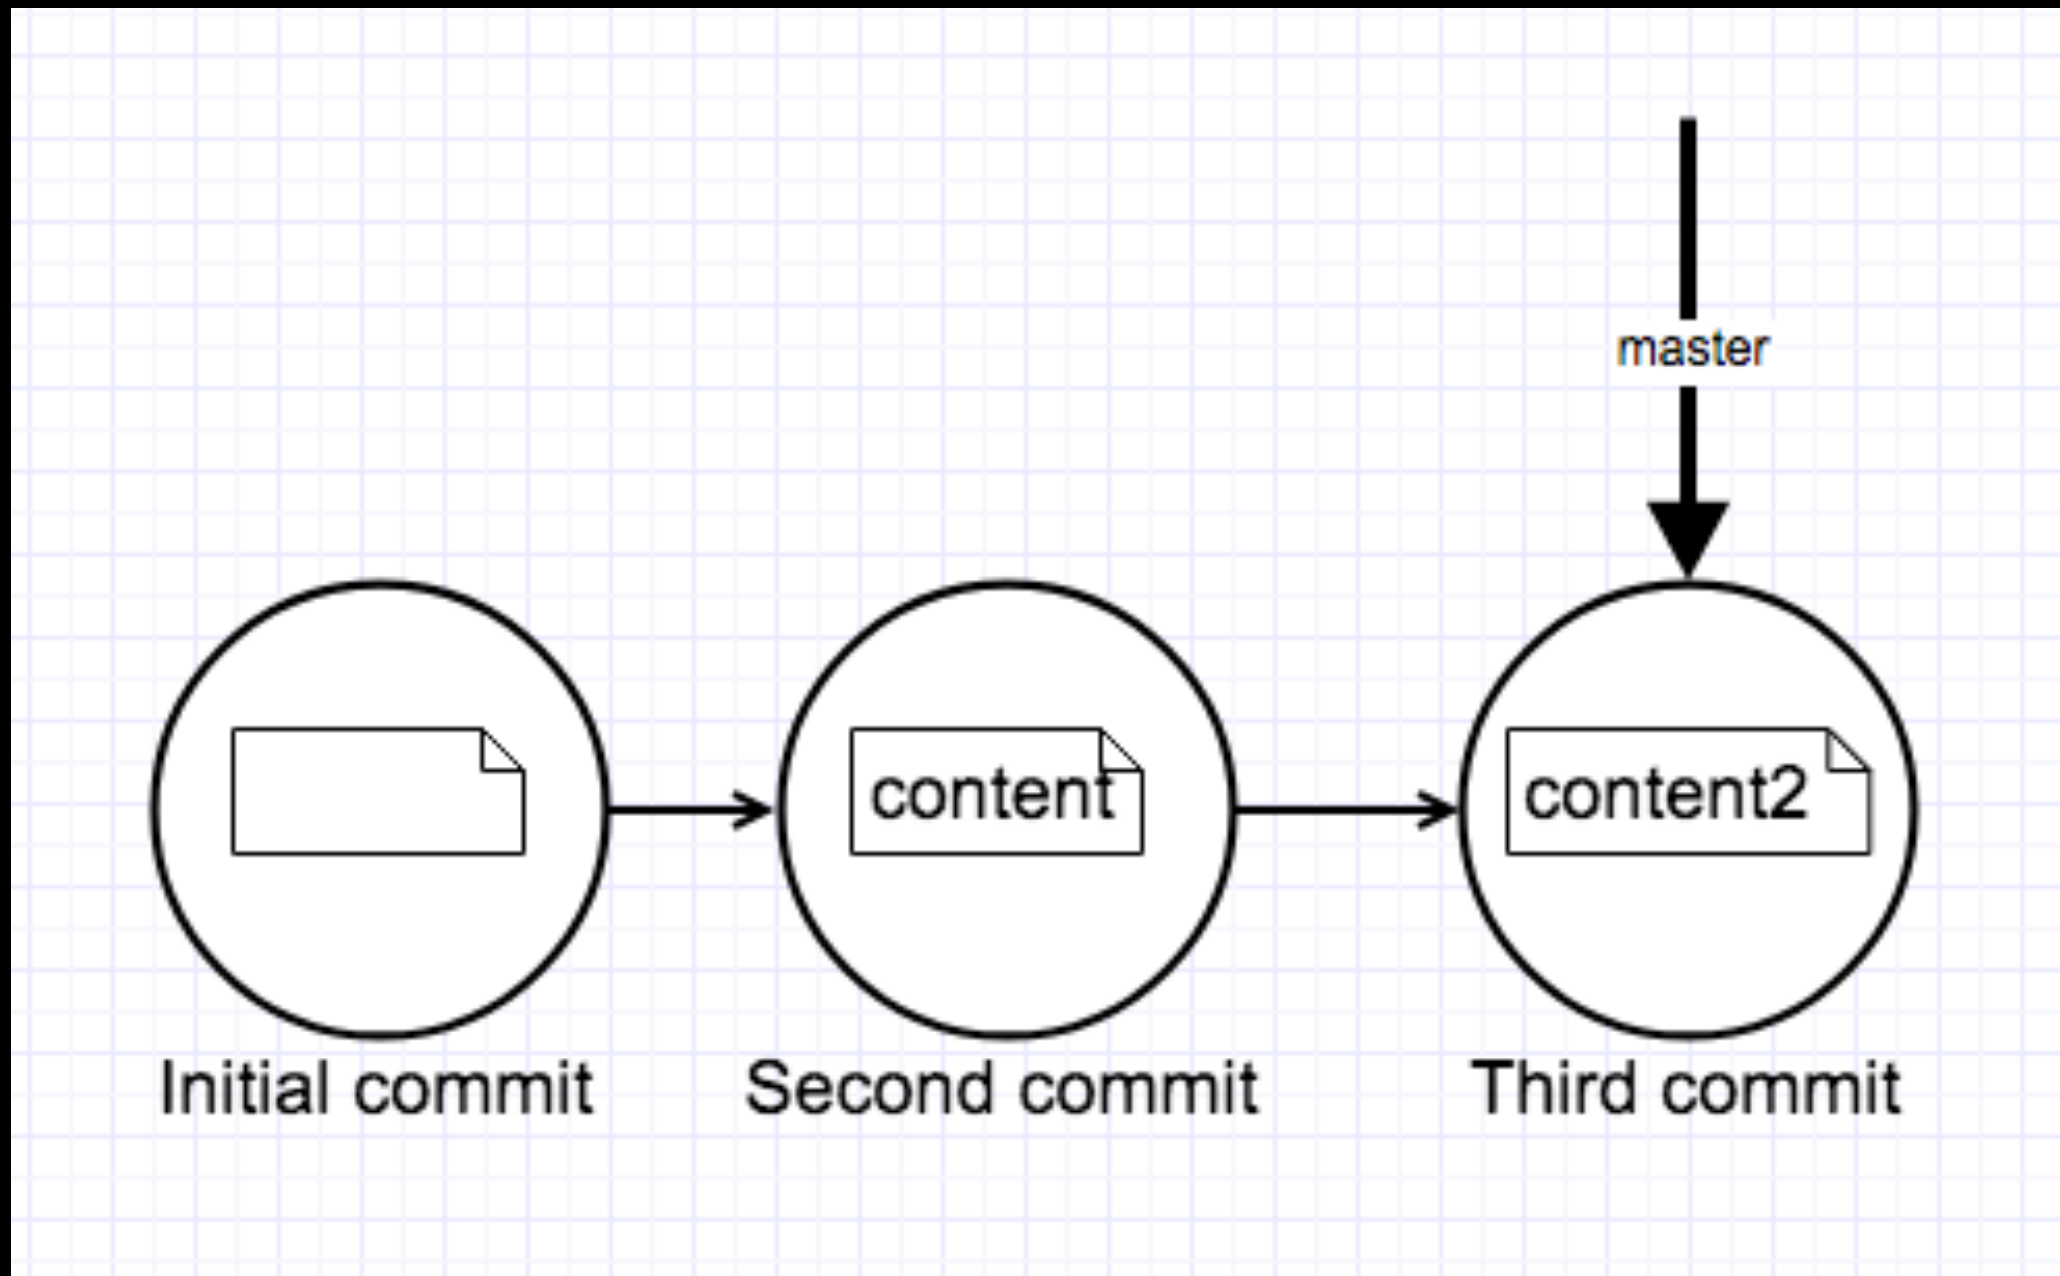 master
content
content2
Initial commit
Second commit
Third commit